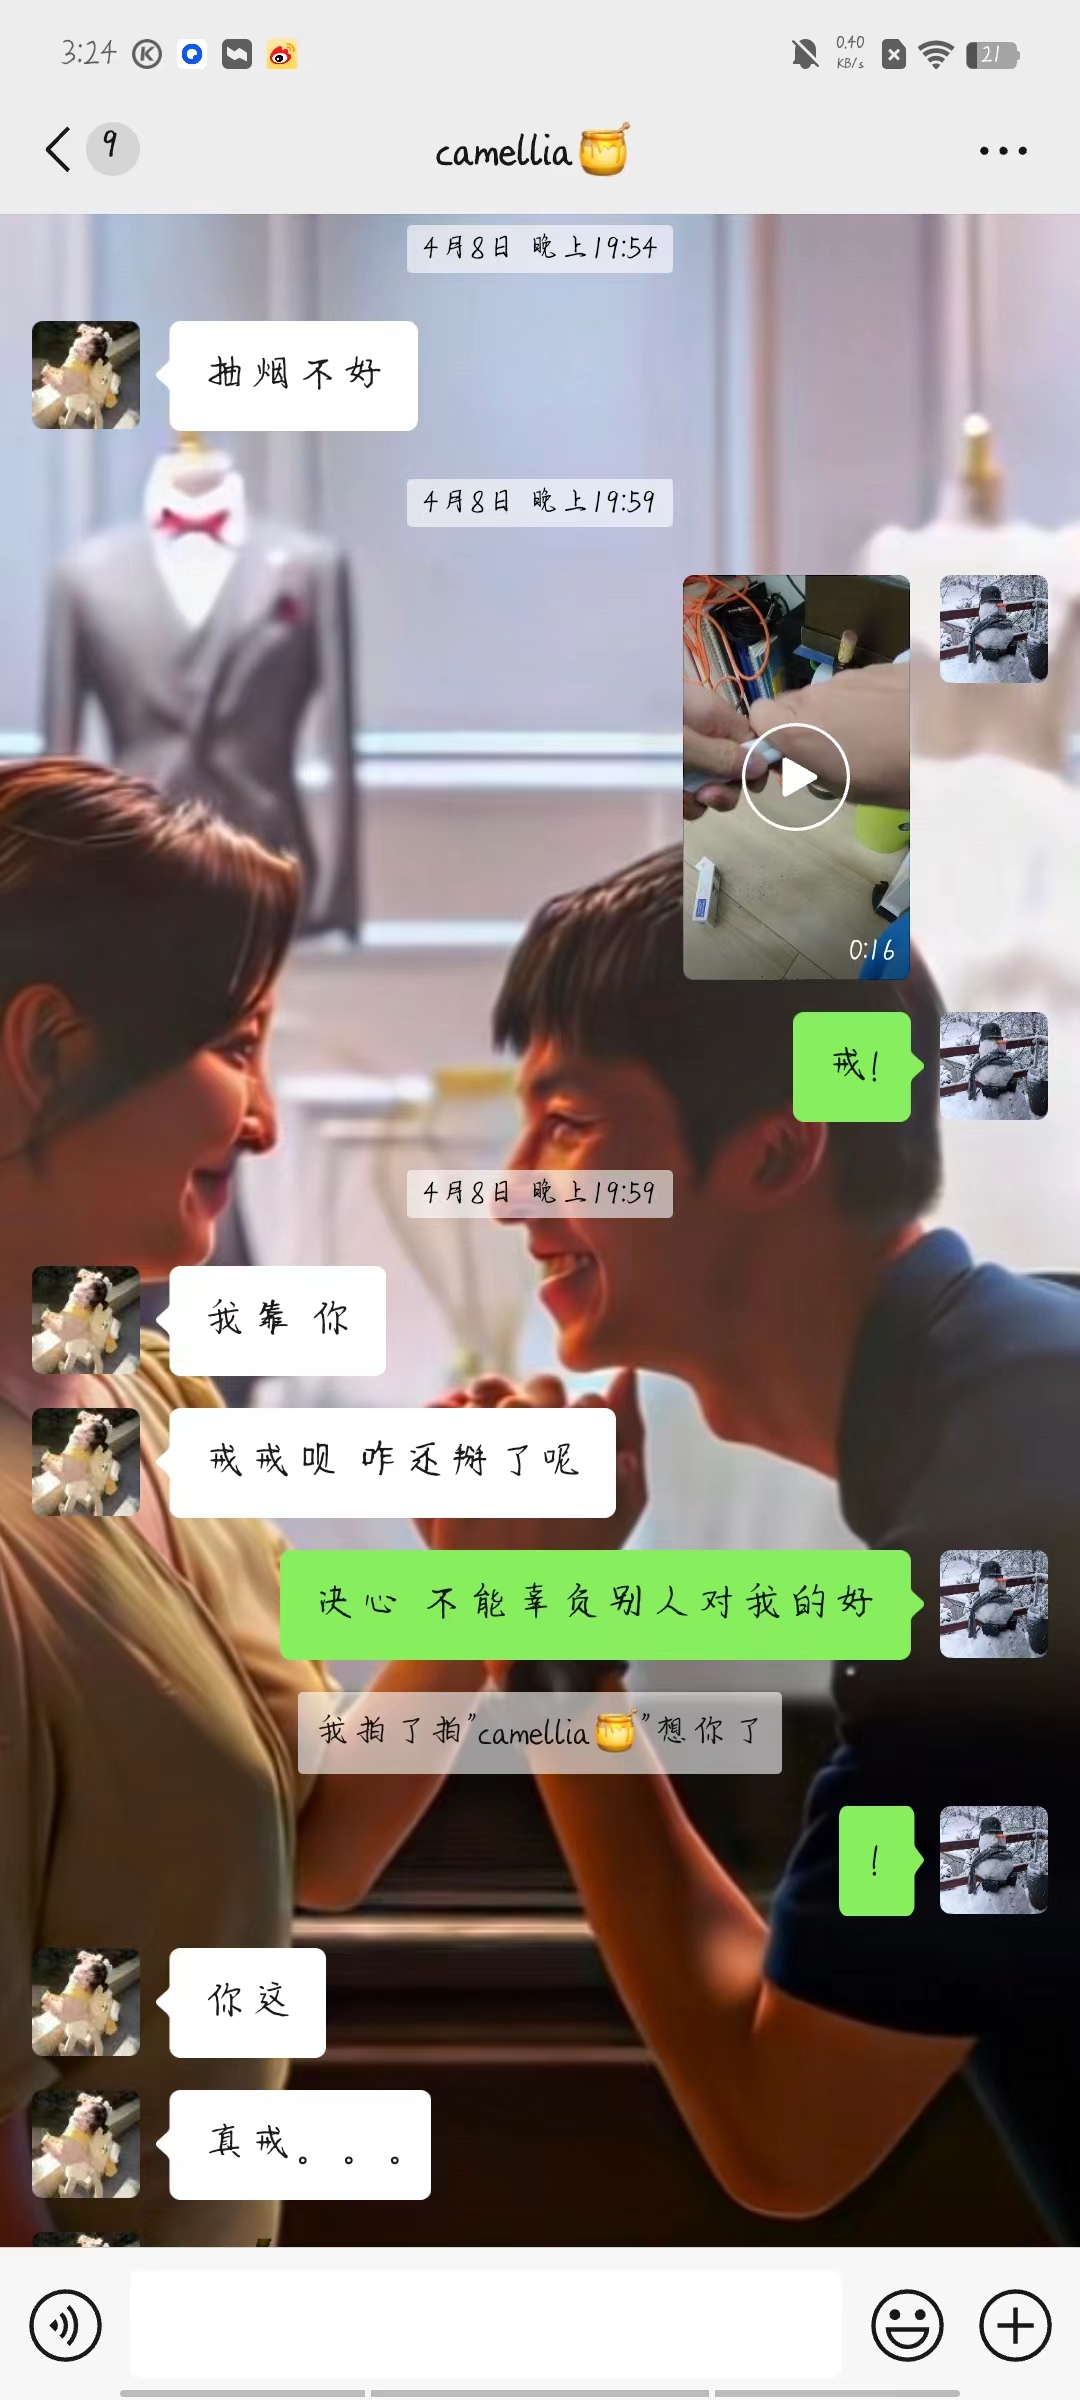 3:24
0.40
KB/s
21
9
camellia🍯
4月8日 晚上19:54
抽烟不好
4月8日 晚上19:59
0:16
戒!
4月8日 晚上19:59
我靠 你
戒戒呗 咋还掰了呢
决心 不能辜负别人对我的好
我拍了拍"camellia🍯"想你了
!
你这
真戒。。。